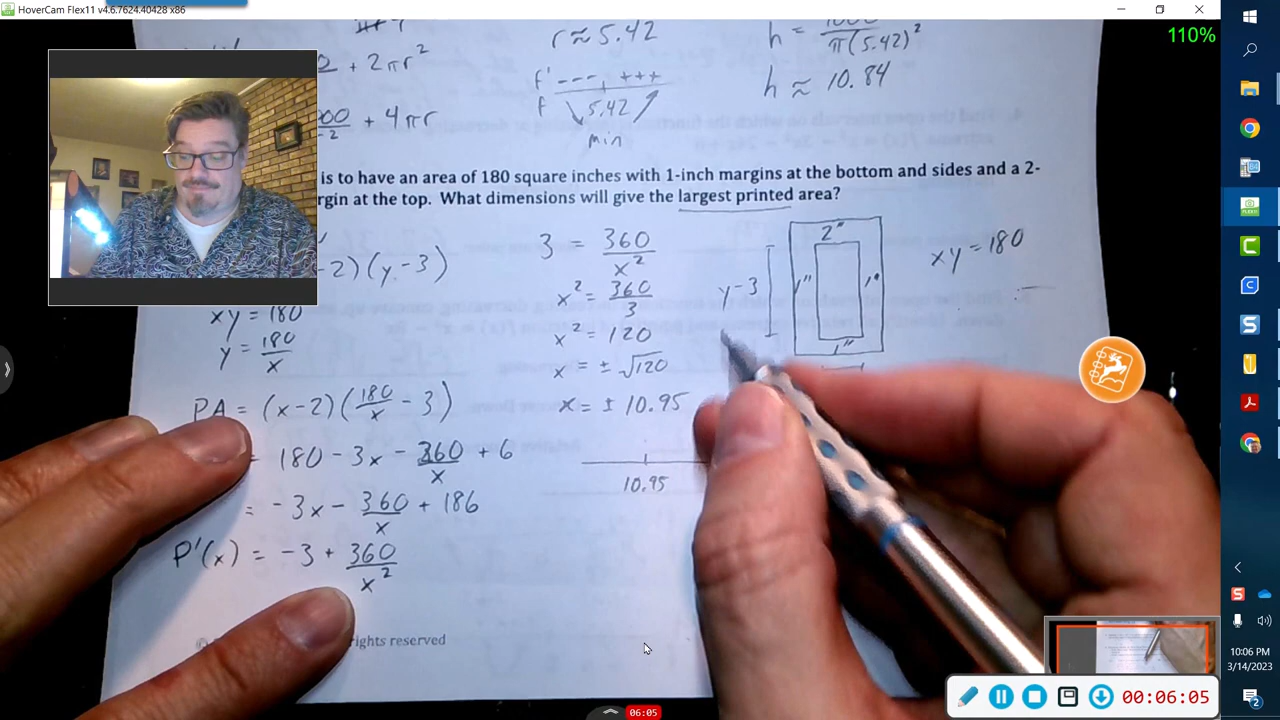 HoverCam Flex11 v4.6.7624.40428 x86
110%
+ 2πr²
+ 4πr
r ≈ 5.42
f' - - - + + +
f 5.42
min
h =
π(5.42)²
h ≈ 10.84
is to have an area of 180 square inches with 1-inch margins at the bottom and sides and a 2-
rgin at the top. What dimensions will give the largest printed area?
-2)(y-3)
xy = 180
y = 180/x
PA = (x-2)(180/x - 3)
= 180 - 3x - 360/x + 6
= -3x - 360/x + 186
P'(x) = -3 + 360/x²
3 = 360/x²
x² = 360/3
x² = 120
x = ± √120
x = ± 10.95
10.95
2"
y-3
1"
1"
1"
xy = 180
©
rights reserved
10:06 PM
3/14/2023
00:06:05
06:05
FLEX11
2